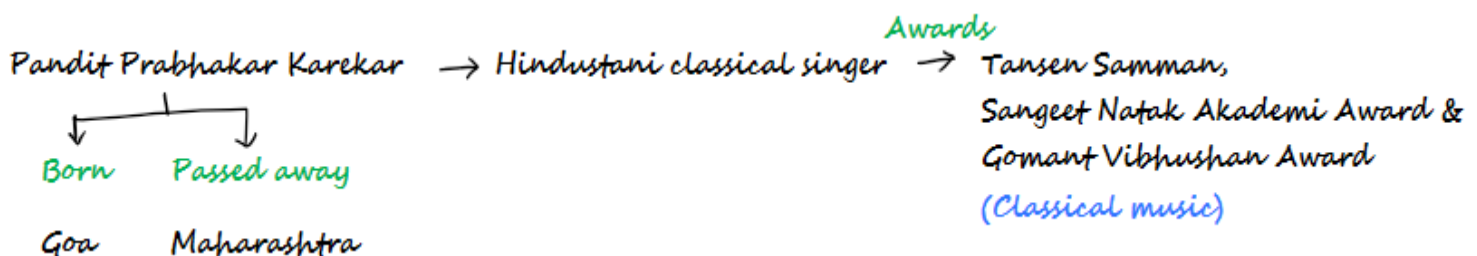 Awards
Pandit Prabhakar Karekar → Hindustani classical singer → Tansen Samman,
Sangeet Natak Akademi Award &
Born Passed away
Gomant Vibhushan Award
(Classical music)
Goa Maharashtra